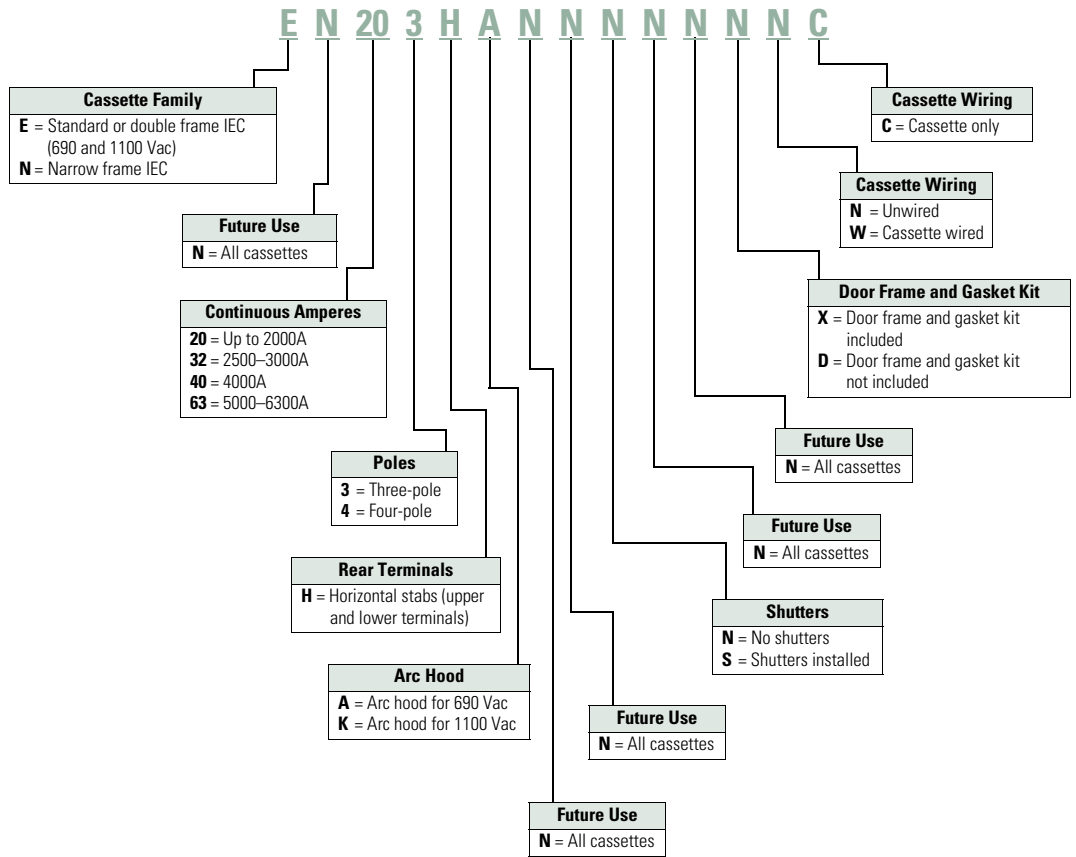 E N 20 3 H A N N N N N N N C
Cassette Family
E = Standard or double frame IEC
(690 and 1100 Vac)
N = Narrow frame IEC
Cassette Wiring
C = Cassette only
Cassette Wiring
N = Unwired
W = Cassette wired
Future Use
N = All cassettes
Door Frame and Gasket Kit
X = Door frame and gasket kit
included
D = Door frame and gasket kit
not included
Continuous Amperes
20 = Up to 2000A
32 = 2500–3000A
40 = 4000A
63 = 5000–6300A
Future Use
N = All cassettes
Poles
3 = Three-pole
4 = Four-pole
Future Use
N = All cassettes
Rear Terminals
H = Horizontal stabs (upper
and lower terminals)
Shutters
N = No shutters
S = Shutters installed
Arc Hood
A = Arc hood for 690 Vac
K = Arc hood for 1100 Vac
Future Use
N = All cassettes
Future Use
N = All cassettes